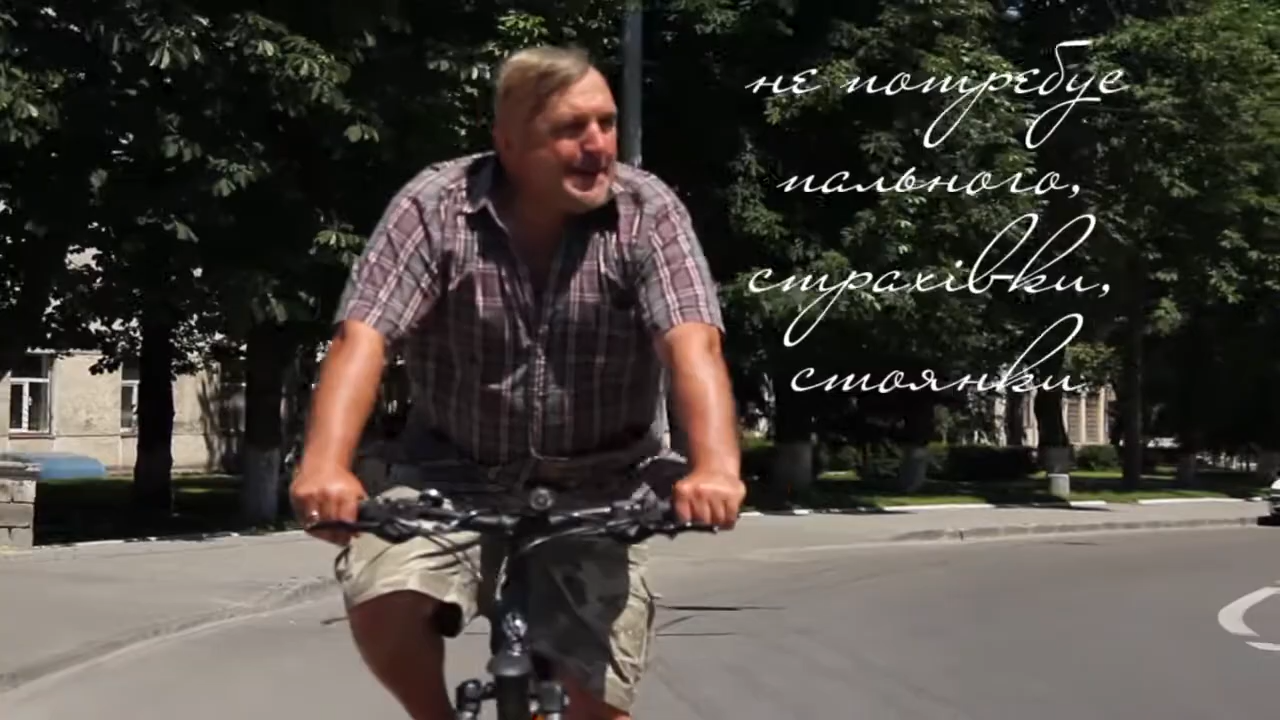 не потребує
пального,
страхівки,
стоянки